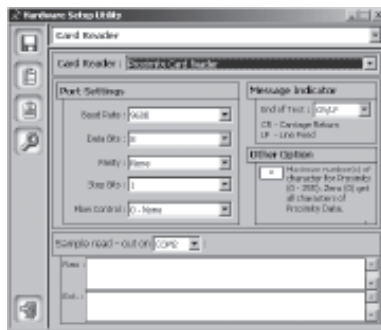 Hardware Setup Utility
Card Reader
Card Reader : Proximity Card Reader
Port Settings
Baud Rate : 9600
Data Bits : 8
Parity : None
Stop Bits : 1
Flow Control : 0 - None
Message Indicator
End of Text : CR/LF
CR - Carriage Return
LF - Line Feed
Other Option
Maximum number(s) of
character for Proximity
(0 - 255). Zero (0) get
all characters of
Proximity Data.
Sample read - out on COM2 :
Raw :
Ext. :